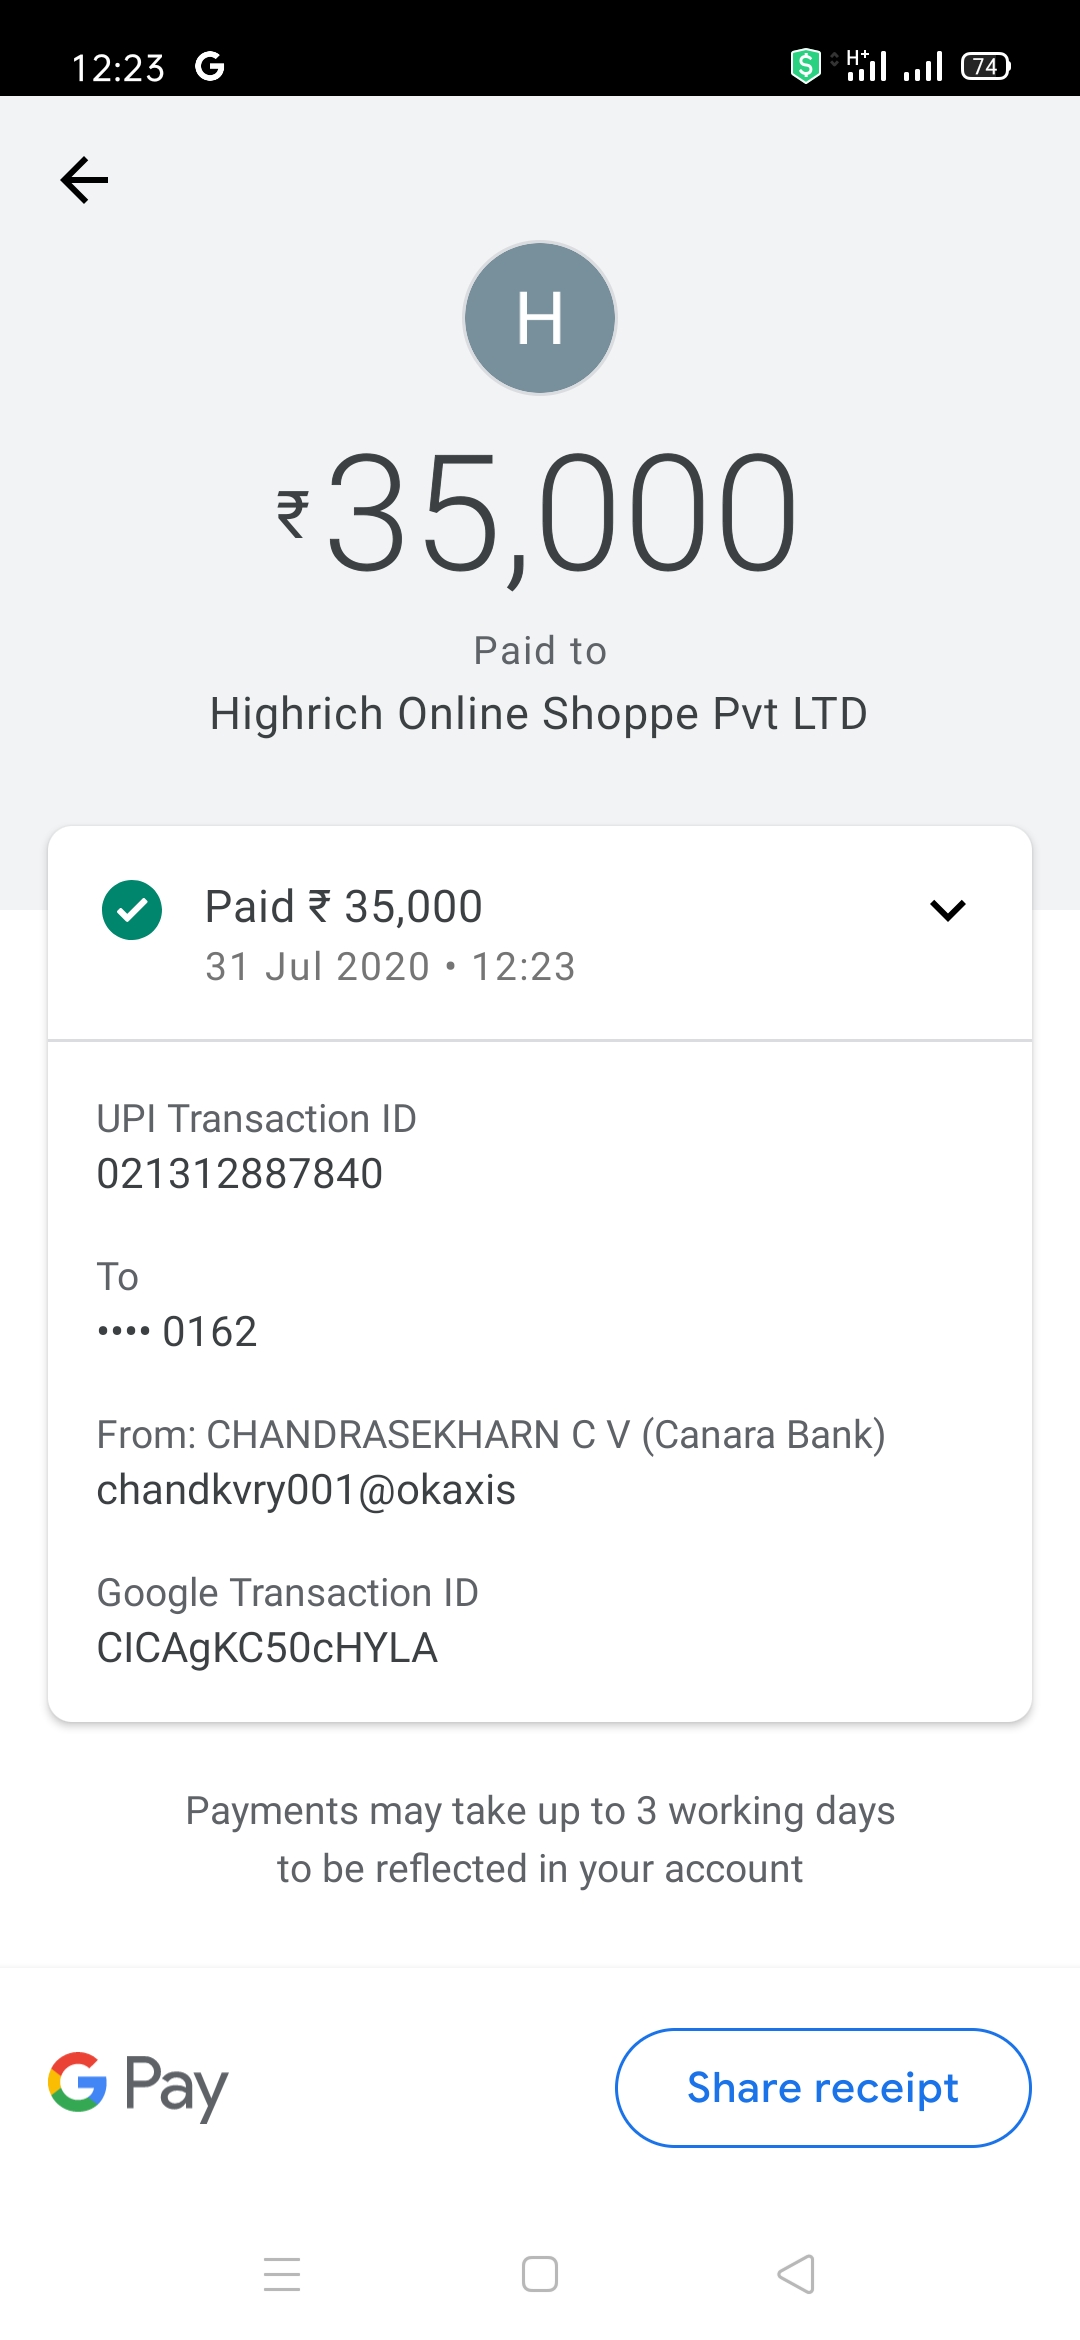 12:23 G $ H+ 74
H
₹35,000
Paid to
Highrich Online Shoppe Pvt LTD
Paid ₹ 35,000
31 Jul 2020 • 12:23
UPI Transaction ID
021312887840
To
•••• 0162
From: CHANDRASEKHARN C V (Canara Bank)
chandkvry001@okaxis
Google Transaction ID
CICAgKC50cHYLA
Payments may take up to 3 working days
to be reflected in your account
G Pay
Share receipt